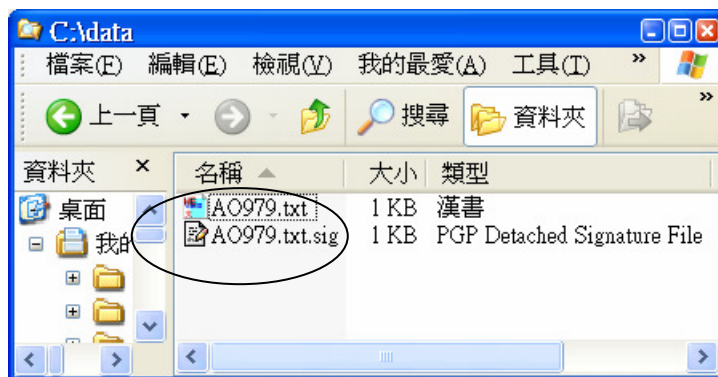 C:\data
檔案(F) 編輯(E) 檢視(V) 我的最愛(A) 工具(T) »
上一頁 搜尋 資料夾 »
資料夾 × 名稱 大小 類型
桌面 AO979.txt 1 KB 漢書
我的 AO979.txt.sig 1 KB PGP Detached Signature File